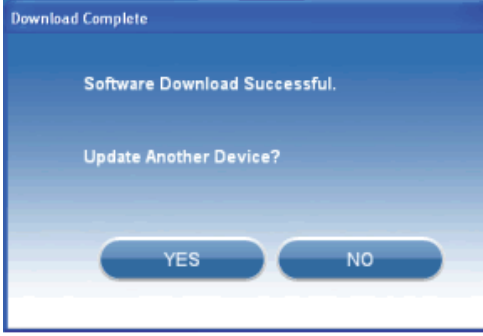 Download Complete
Software Download Successful.
Update Another Device?
YES
NO